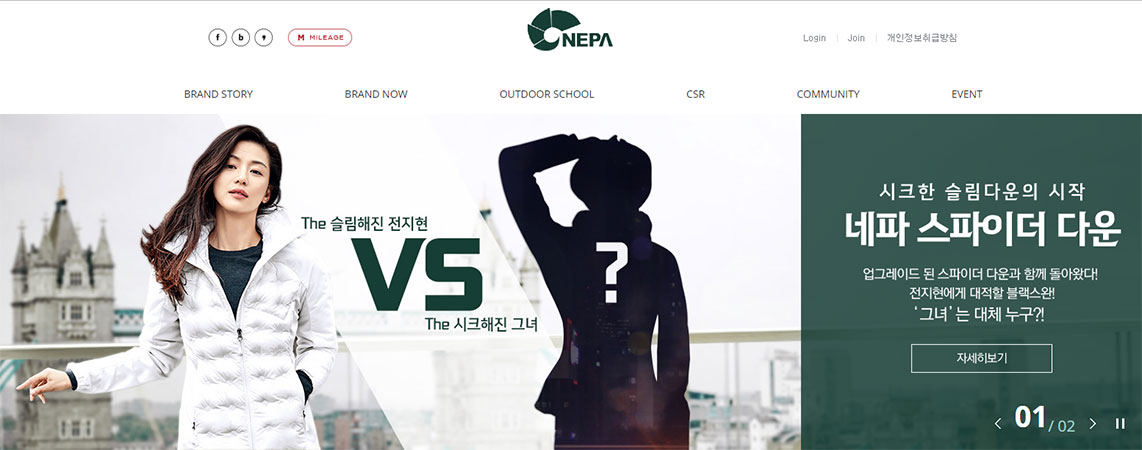 f b
M MILEAGE
NEPA
Login | Join | 개인정보취급방침
BRAND STORY BRAND NOW OUTDOOR SCHOOL CSR COMMUNITY EVENT
The 슬림해진 전지현
VS
The 시크해진 그녀
?
시크한 슬림다운의 시작
네파 스파이더 다운
업그레이드 된 스파이더 다운과 함께 돌아왔다!
전지현에게 대적할 블랙스완!
‘그녀’는 대체 누구?!
자세히보기
01 / 02